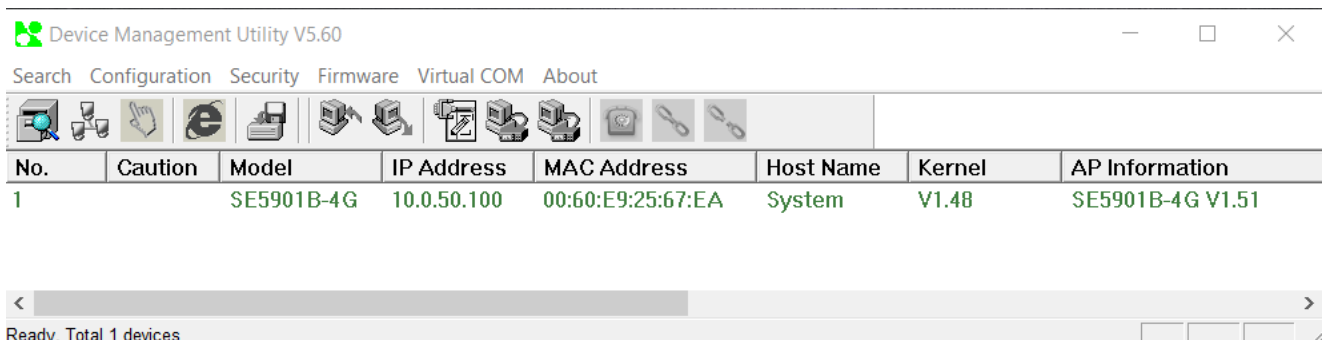 Device Management Utility V5.60
Search Configuration Security Firmware Virtual COM About
No. Caution Model IP Address MAC Address Host Name Kernel AP Information
1 SE5901B-4G 10.0.50.100 00:60:E9:25:67:EA System V1.48 SE5901B-4G V1.51
Ready. Total 1 devices